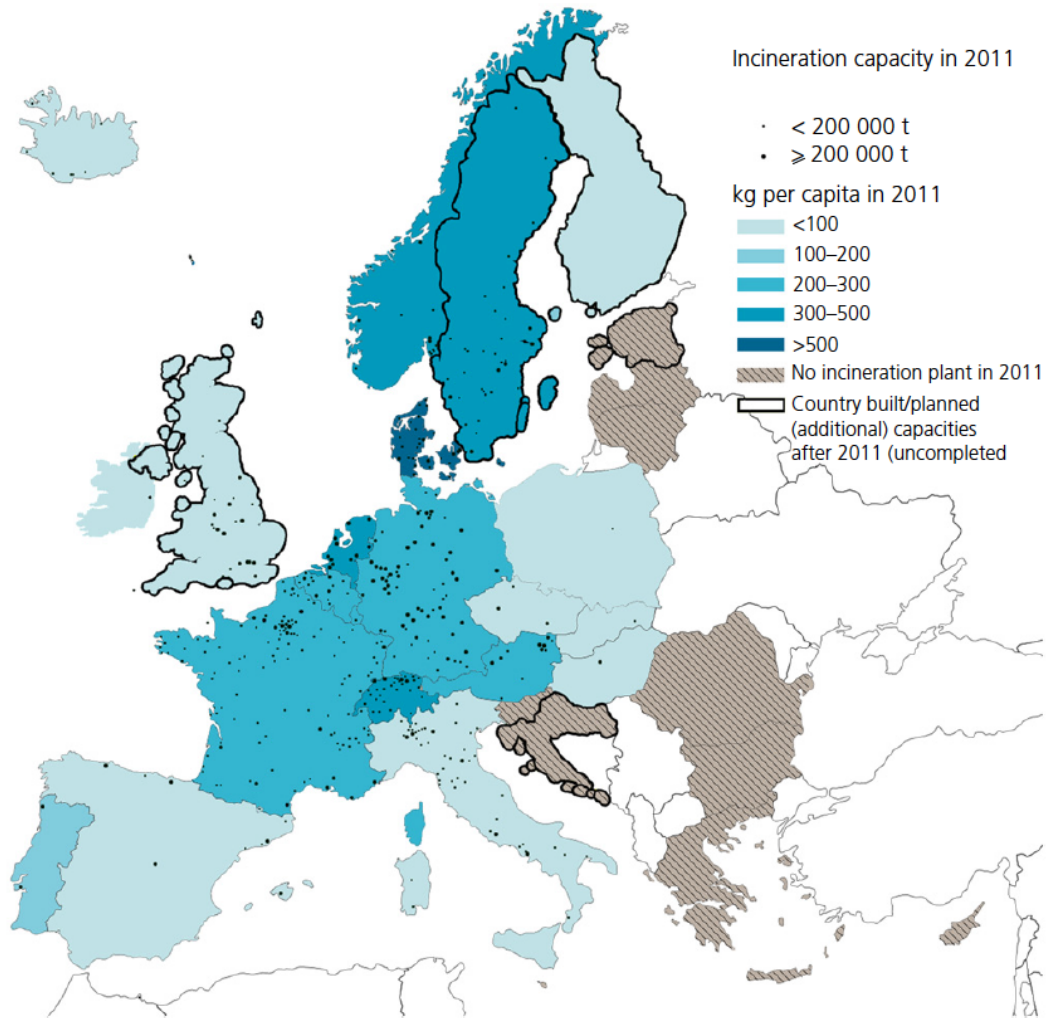 Incineration capacity in 2011
< 200 000 t
⩾ 200 000 t
kg per capita in 2011
<100
100–200
200–300
300–500
>500
No incineration plant in 2011
Country built/planned
(additional) capacities
after 2011 (uncompleted